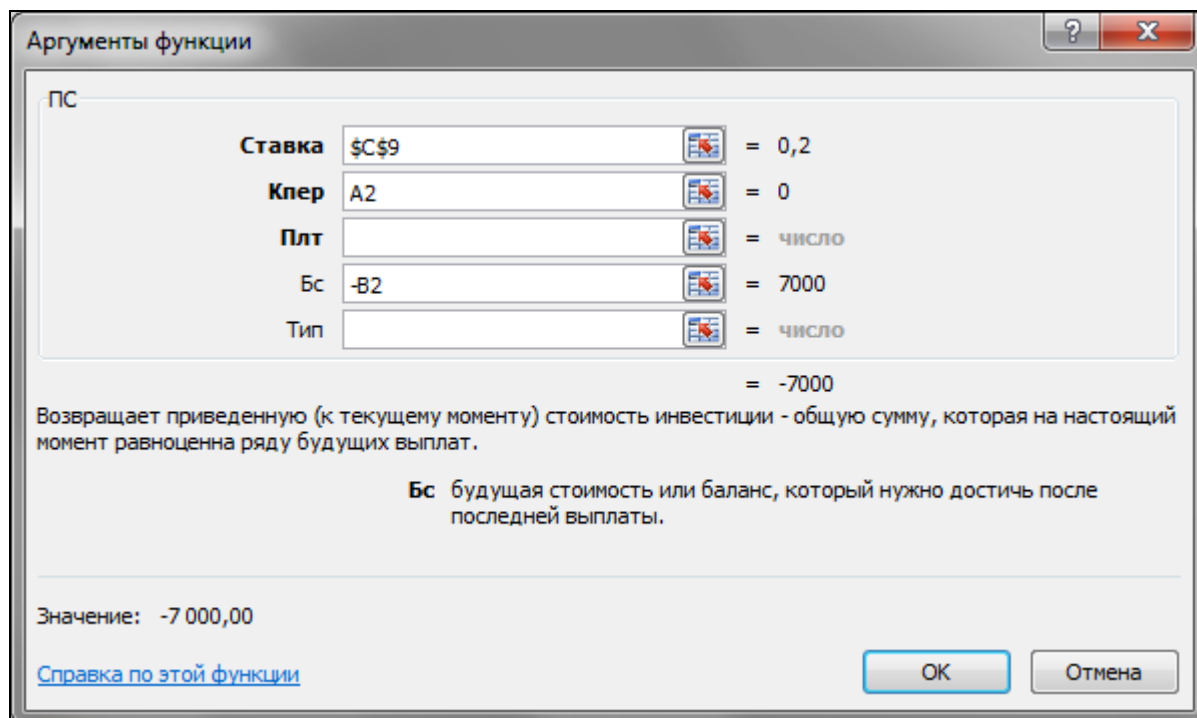 Аргументы функции
ПС
Ставка $C$9 = 0,2
Кпер A2 = 0
Плт = число
Бс -B2 = 7000
Тип = число
= -7000
Возвращает приведенную (к текущему моменту) стоимость инвестиции - общую сумму, которая на настоящий
момент равноценна ряду будущих выплат.
Бс будущая стоимость или баланс, который нужно достичь после
последней выплаты.
Значение: -7 000,00
Справка по этой функции
ОК
Отмена